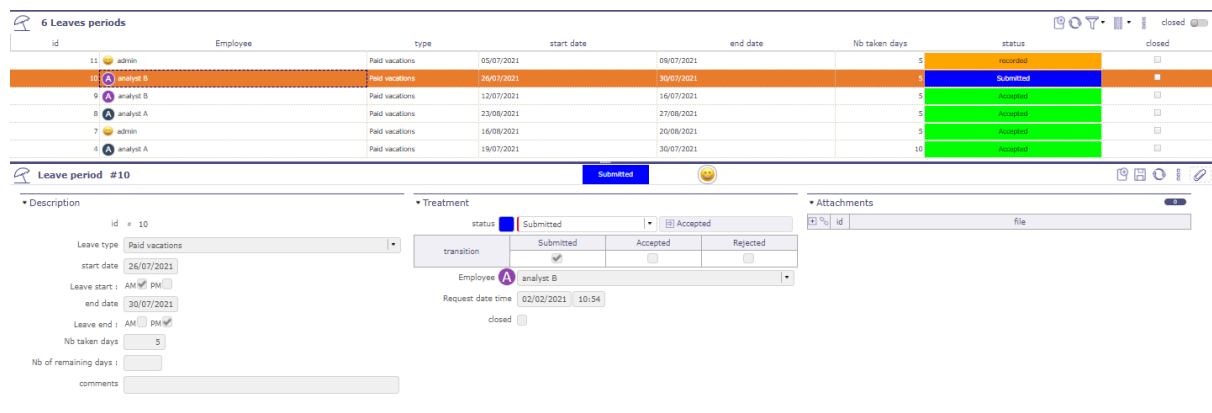 6 Leaves periods closed
id Employee type start date end date Nb taken days status closed
11 admin Paid vacations 05/07/2021 09/07/2021 5 recorded
10 A analyst B Paid vacations 26/07/2021 30/07/2021 5 Submitted
9 A analyst B Paid vacations 12/07/2021 16/07/2021 5 Accepted
8 A analyst A Paid vacations 23/08/2021 27/08/2021 5 Accepted
7 admin Paid vacations 16/08/2021 20/08/2021 5 Accepted
4 A analyst A Paid vacations 19/07/2021 30/07/2021 10 Accepted
Leave period #10 Submitted
Description
id # 10
Leave type Paid vacations
start date 26/07/2021
Leave start : AM PM
end date 30/07/2021
Leave end : AM PM
Nb taken days 5
Nb of remaining days :
comments
Treatment
status Submitted Accepted
transition Submitted Accepted Rejected
Employee A analyst B
Request date time 02/02/2021 10:54
closed
Attachments 0
id file